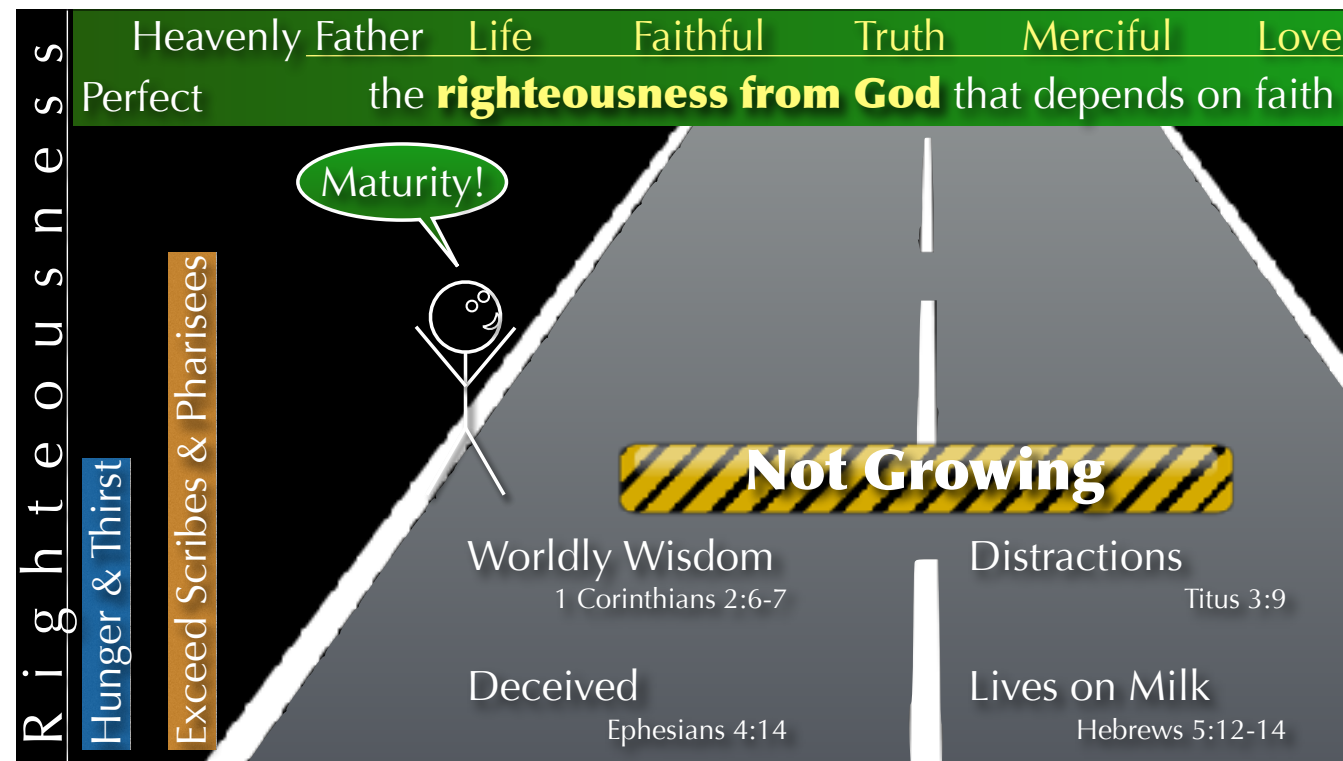 Righteousness
Heavenly Father Life Faithful Truth Merciful Love
Perfect the righteousness from God that depends on faith
Maturity!
Hunger & Thirst
Exceed Scribes & Pharisees
Not Growing
Worldly Wisdom
1 Corinthians 2:6-7
Distractions
Titus 3:9
Deceived
Ephesians 4:14
Lives on Milk
Hebrews 5:12-14